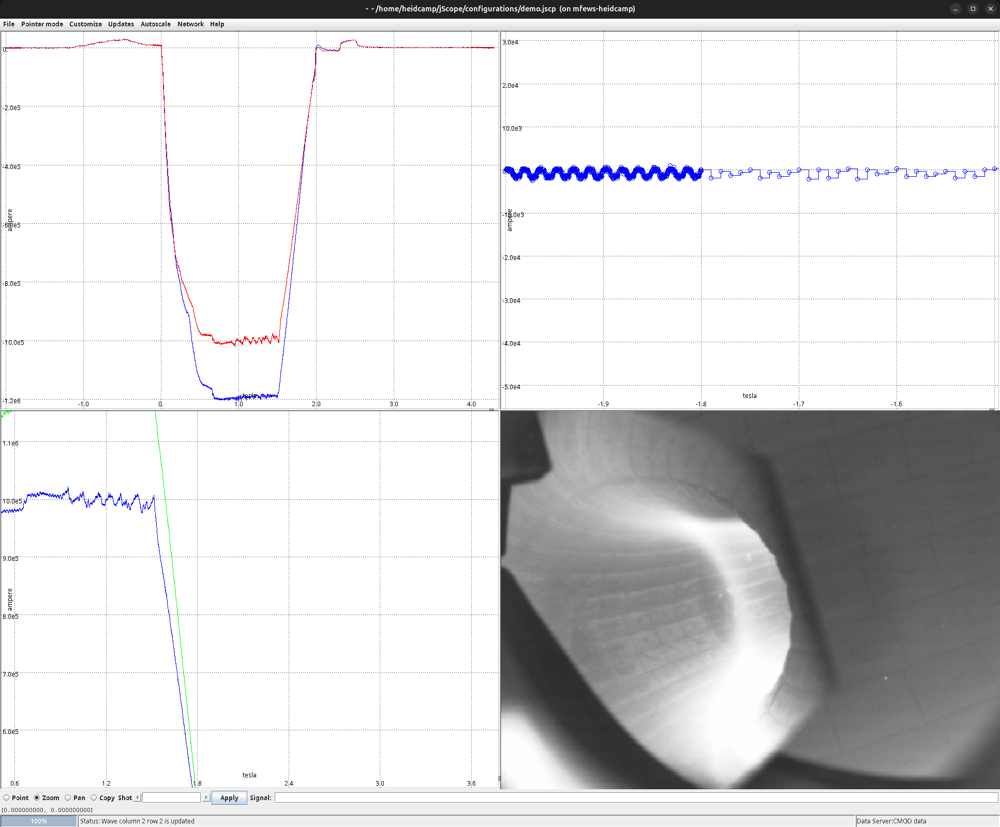 - - /home/heidcamp/jScope/configurations/demo.jscp (on mfews-heidcamp)
File Pointer mode Customize Updates Autoscale Network Help
0.
-2.0e5
-4.0e5
-6.0e5
-8.0e5
-10.0e5
-1.2e6
ampere
-1.0 0. 1.0 2.0 3.0 4.0
tesla
3.0e4
2.0e4
10.0e3
-10.0e3
-2.0e4
-3.0e4
-4.0e4
-5.0e4
ampere
tesla
-1.9 -1.8 -1.7 -1.6
1.1e6
10.0e5
9.0e5
8.0e5
7.0e5
6.0e5
ampere
tesla
0.6 1.2 1.8 2.4 3.0 3.6
Point Zoom Pan Copy Shot Apply Signal:
[0.000000000, 0.000000000]
100% Status: Wave column 2 row 2 is updated Data Server:CMOD data